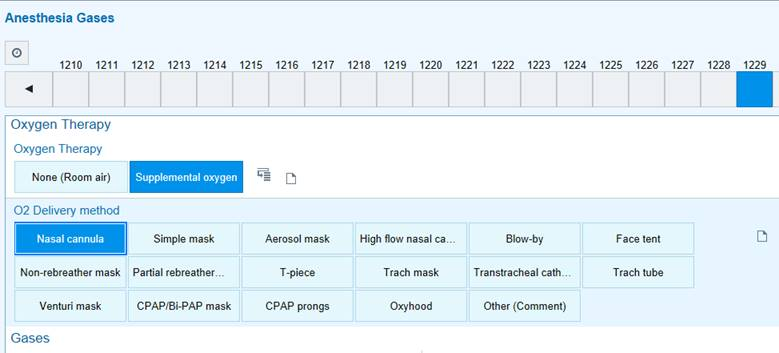 Anesthesia Gases
1210 1211 1212 1213 1214 1215 1216 1217 1218 1219 1220 1221 1222 1223 1224 1225 1226 1227 1228 1229
Oxygen Therapy
Oxygen Therapy
None (Room air) Supplemental oxygen
O2 Delivery method
Nasal cannula Simple mask Aerosol mask High flow nasal ca... Blow-by Face tent
Non-rebreather mask Partial rebreather... T-piece Trach mask Transtracheal cath... Trach tube
Venturi mask CPAP/Bi-PAP mask CPAP prongs Oxyhood Other (Comment)
Gases